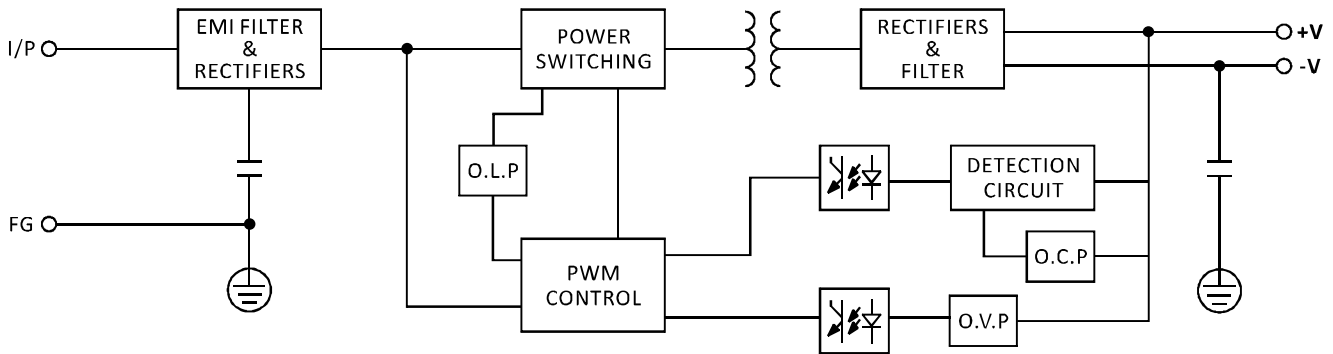 I/P
EMI FILTER
&
RECTIFIERS
POWER
SWITCHING
RECTIFIERS
&
FILTER
+V
-V
O.L.P
DETECTION
CIRCUIT
FG
O.C.P
PWM
CONTROL
O.V.P